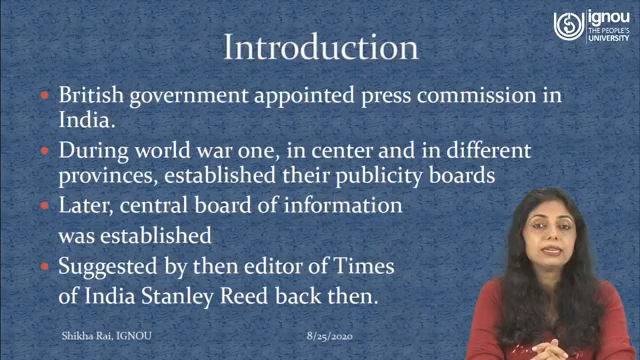 ignou
THE PEOPLE'S
UNIVERSITY
Introduction
• British government appointed press commission in
India.
• During world war one, in center and in different
provinces, established their publicity boards
• Later, central board of information
was established
• Suggested by then editor of Times
of India Stanley Reed back then.
Shikha Rai, IGNOU 8/25/2020